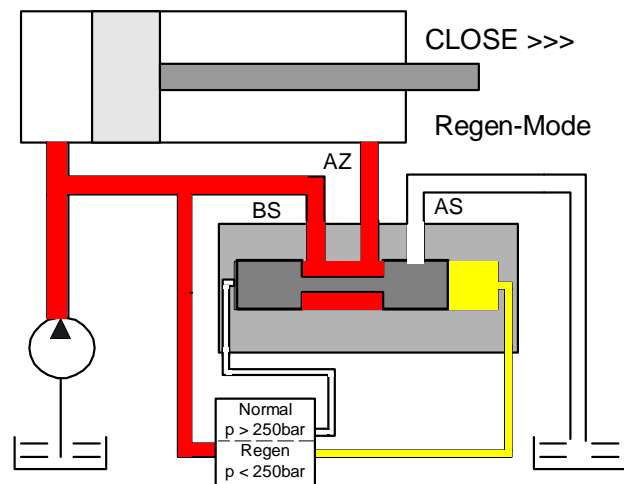 CLOSE >>>
Regen-Mode
AZ
BS
AS
Normal
p > 250bar
Regen
p < 250bar